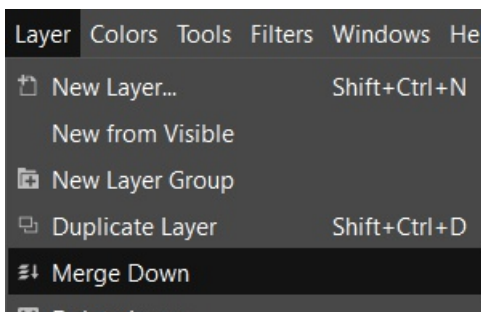 Layer Colors Tools Filters Windows He
New Layer... Shift+Ctrl+N
New from Visible
New Layer Group
Duplicate Layer Shift+Ctrl+D
Merge Down